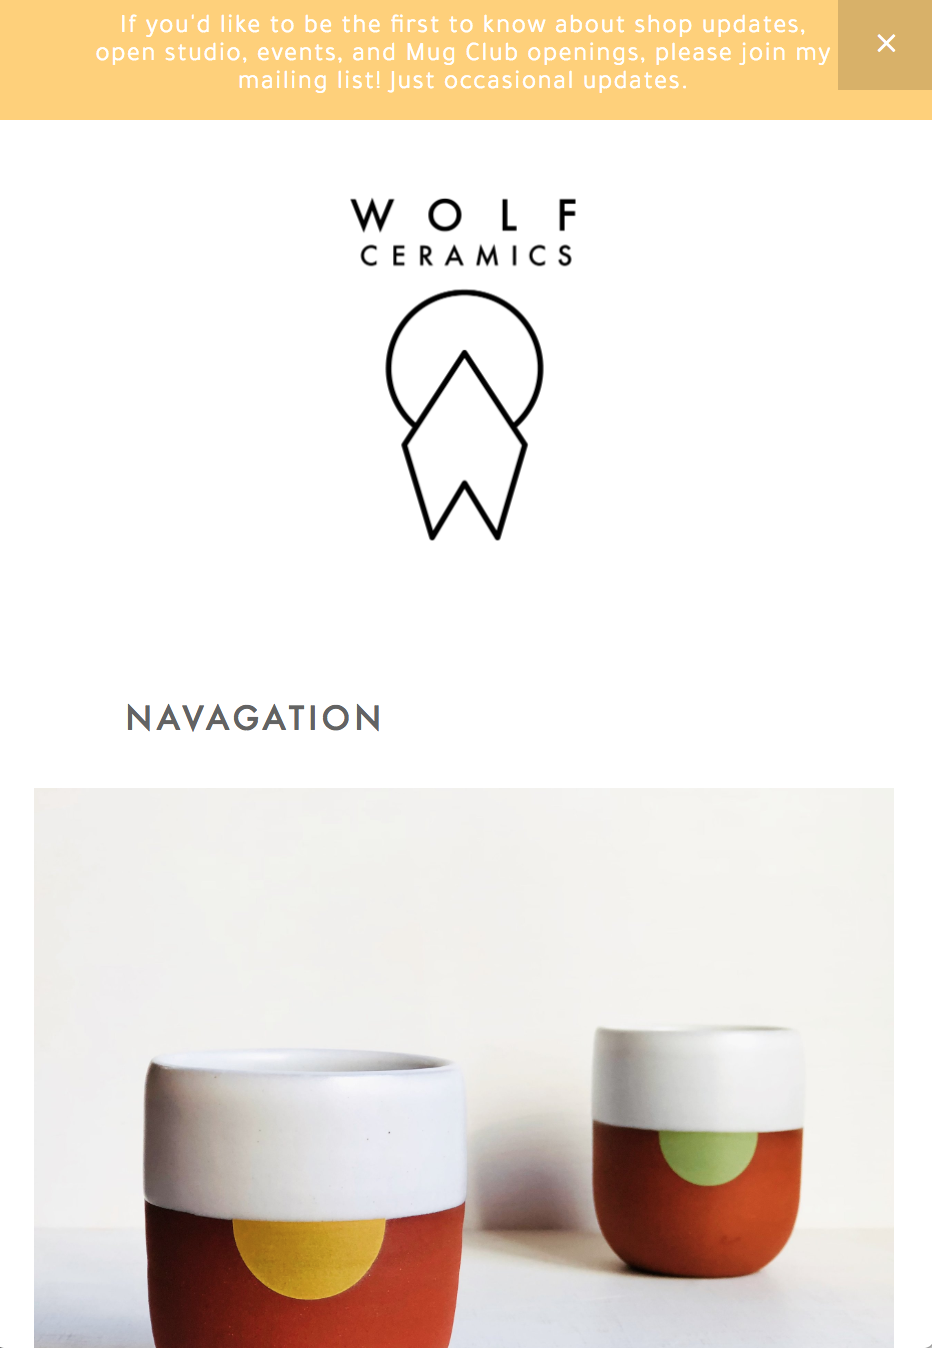 If you'd like to be the first to know about shop updates,
open studio, events, and Mug Club openings, please join my
mailing list! Just occasional updates.
WOLF
CERAMICS
NAVAGATION